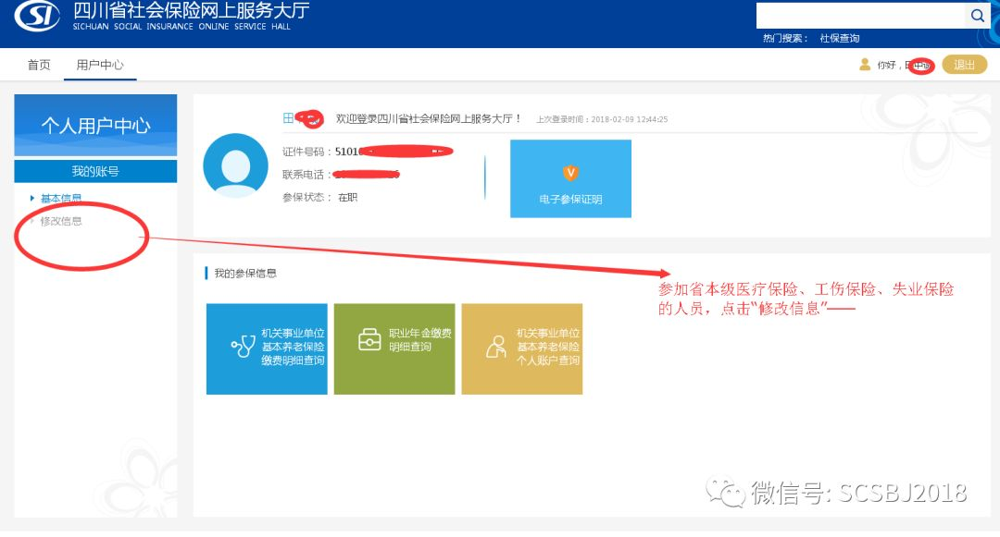 SI
四川省社会保险网上服务大厅
SICHUAN SOCIAL INSURANCE ONLINE SERVICE HALL
热门搜索： 社保查询
首页 用户中心
你好，田
退出
个人用户中心
我的账号
基本信息
修改信息
田
欢迎登录四川省社会保险网上服务大厅！ 上次登录时间：2018-02-09 12:44:25
证件号码：5101
联系电话：
参保状态： 在职
V
电子参保证明
我的参保信息
机关事业单位
基本养老保险
缴费明细查询
职业年金缴费
明细查询
机关事业单位
基本养老保险
个人账户查询
参加省本级医疗保险、工伤保险、失业保险
的人员，点击“修改信息”——
微信号: SCSBJ2018